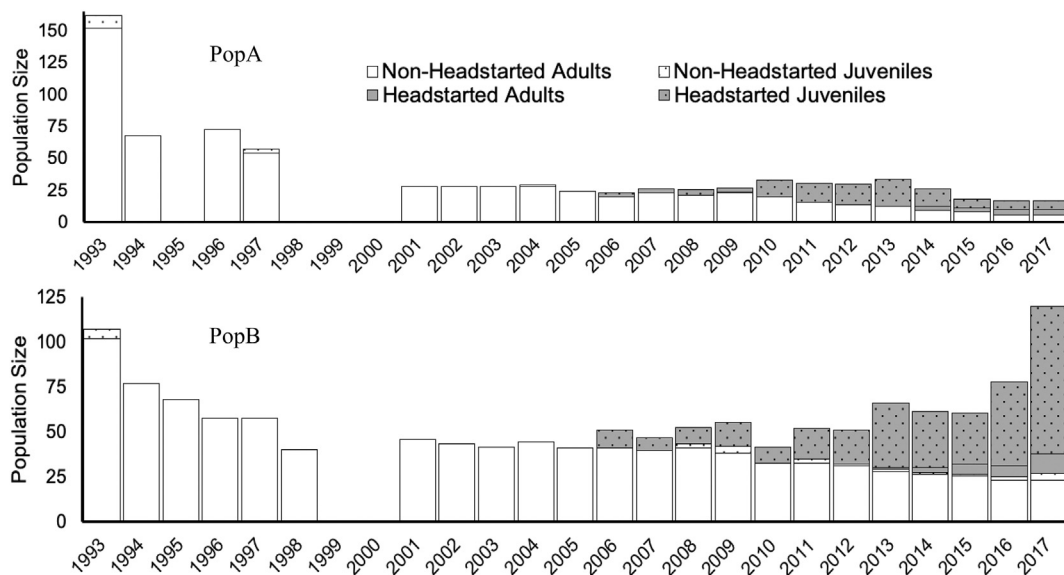 150
125
100
75
50
25
0
Population Size
PopA
Non-Headstarted Adults
Non-Headstarted Juveniles
Headstarted Adults
Headstarted Juveniles
1993 1994 1995 1996 1997 1998 1999 2000 2001 2002 2003 2004 2005 2006 2007 2008 2009 2010 2011 2012 2013 2014 2015 2016 2017
125
100
75
50
25
0
Population Size
PopB
1993 1994 1995 1996 1997 1998 1999 2000 2001 2002 2003 2004 2005 2006 2007 2008 2009 2010 2011 2012 2013 2014 2015 2016 2017